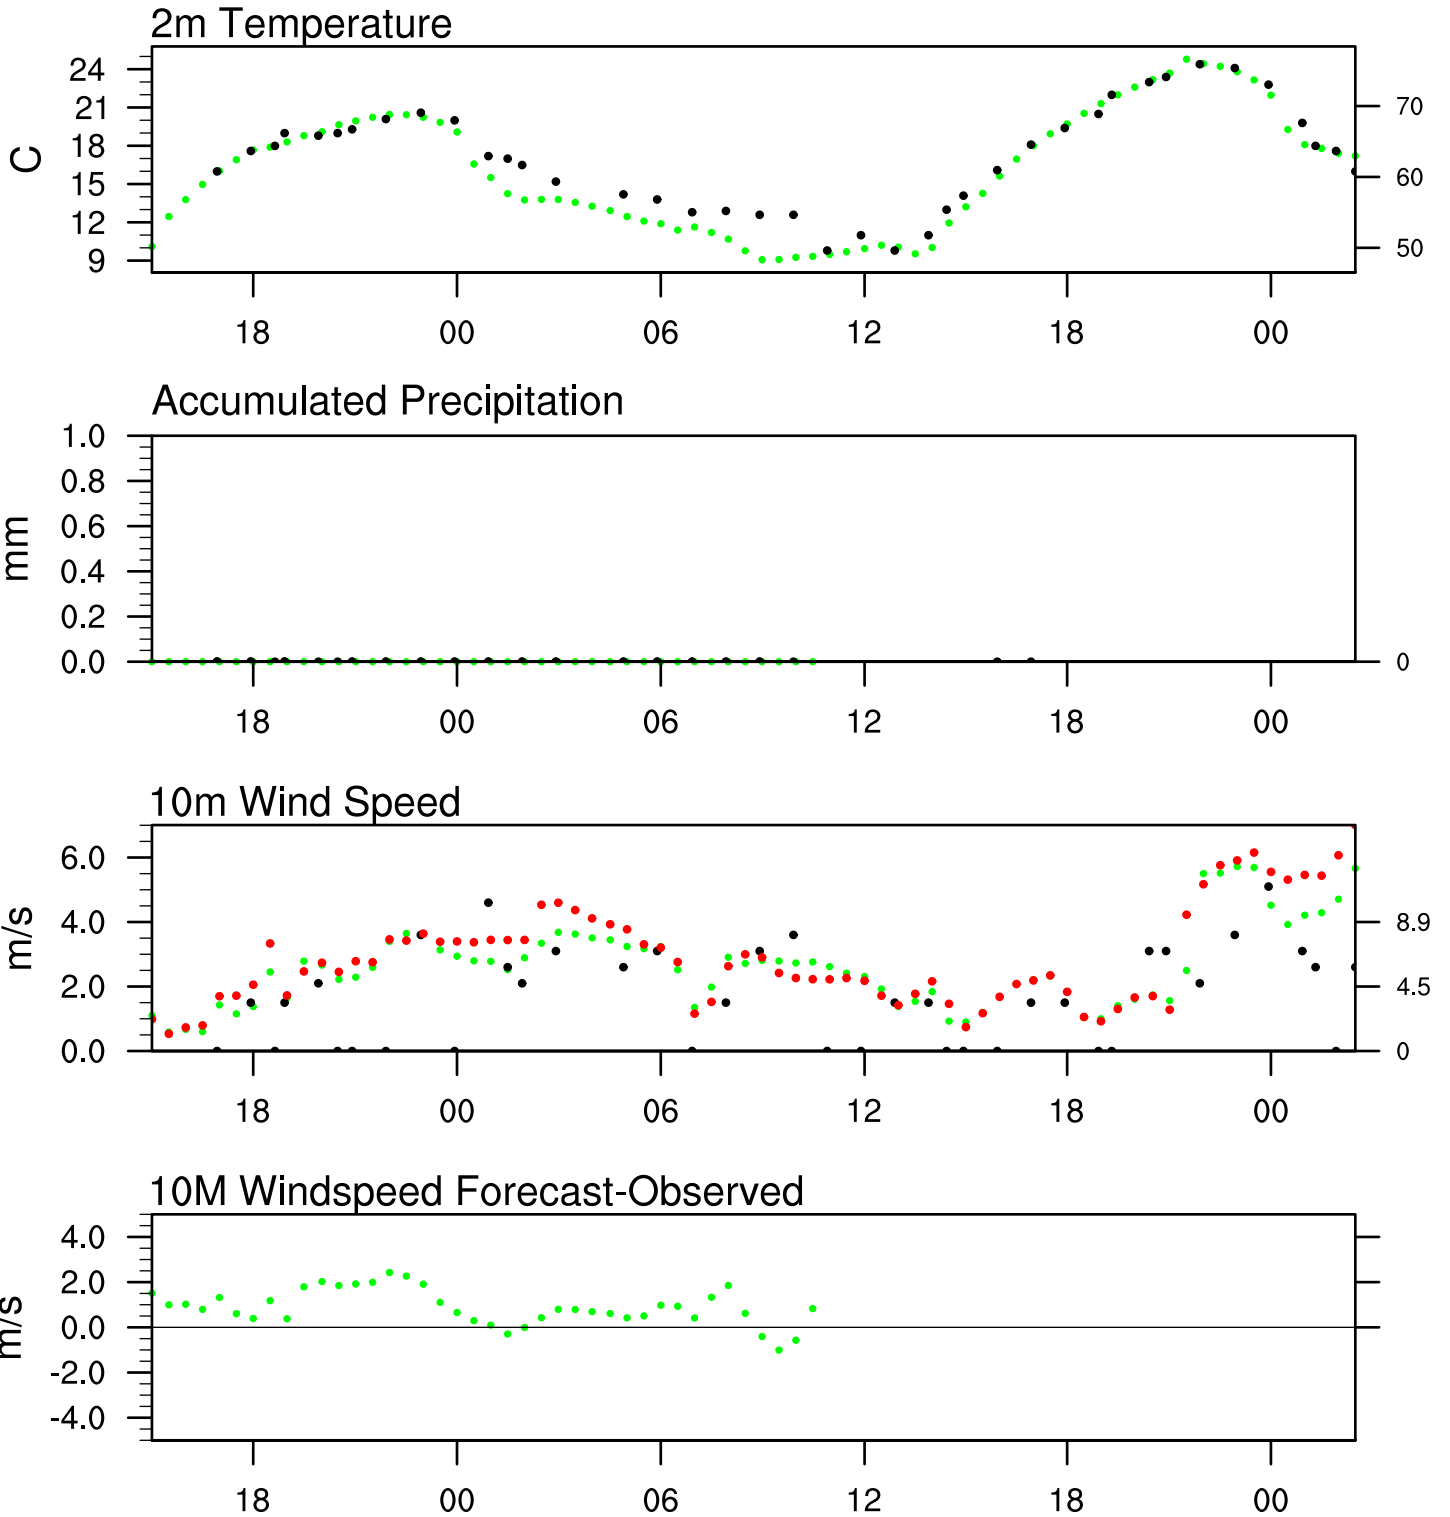 2m Temperature
24
21
18
15
12
9
C
70
60
50
18 00 06 12 18 00
Accumulated Precipitation
1.0
0.8
0.6
0.4
0.2
0.0
mm
0
18 00 06 12 18 00
10m Wind Speed
6.0
4.0
2.0
0.0
m/s
8.9
4.5
0
18 00 06 12 18 00
10M Windspeed Forecast-Observed
4.0
2.0
0.0
-2.0
-4.0
m/s
18 00 06 12 18 00